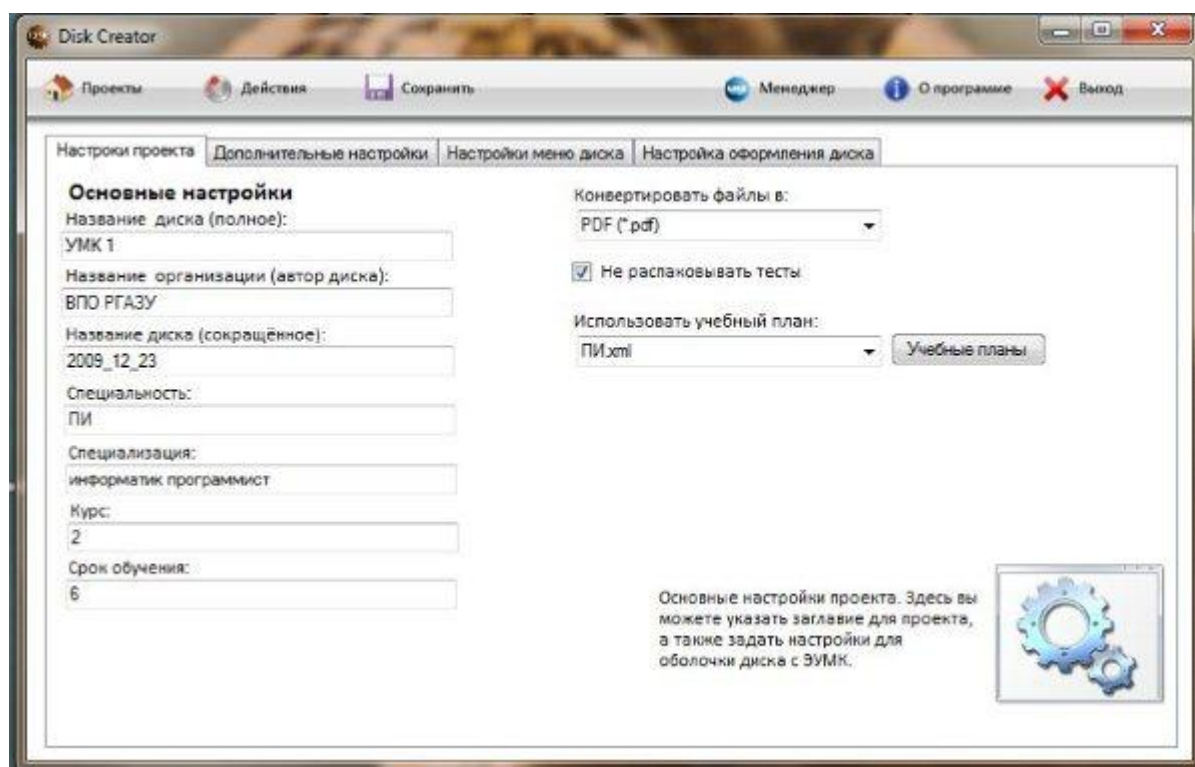 Disk Creator
Проекты Действия Сохранить Менеджер О программе Выход
Настроки проекта Дополнительные настройки Настройки меню диска Настройка оформления диска
Основные настройки
Название диска (полное):
УМК 1
Название организации (автор диска):
ВПО РГАЗУ
Название диска (сокращённое):
2009_12_23
Специальность:
ПИ
Специализация:
информатик программист
Курс:
2
Срок обучения:
6
Конвертировать файлы в:
PDF (*.pdf)
Не распаковывать тесты
Использовать учебный план:
ПИ.xml Учебные планы
Основные настройки проекта. Здесь вы
можете указать заглавие для проекта,
а также задать настройки для
оболочки диска с ЭУМК.